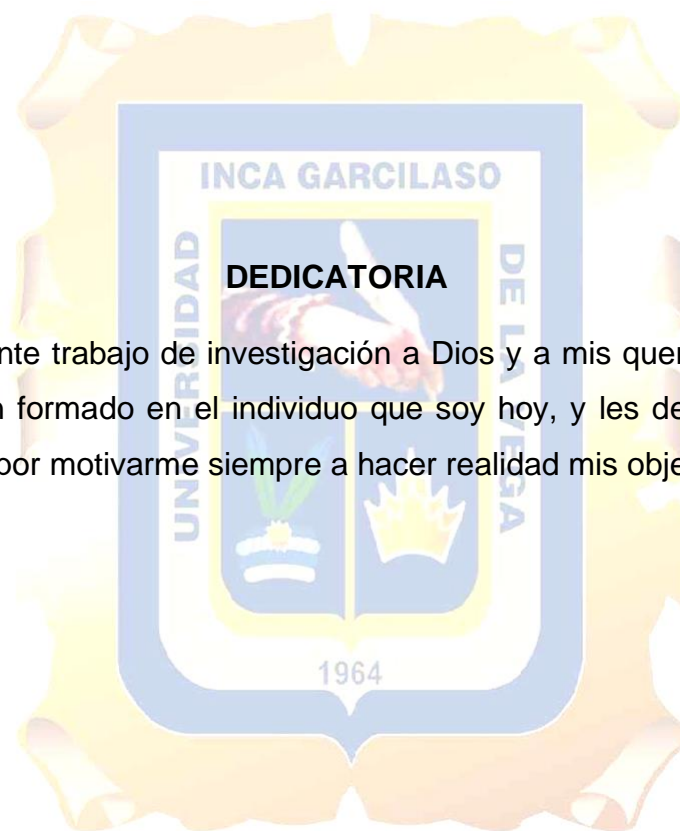 INCA GARCILASO
UNIVERSIDAD
DE LA VEGA
DEDICATORIA
nte trabajo de investigación a Dios y a mis quer
n formado en el individuo que soy hoy, y les de
por motivarme siempre a hacer realidad mis obje
1964